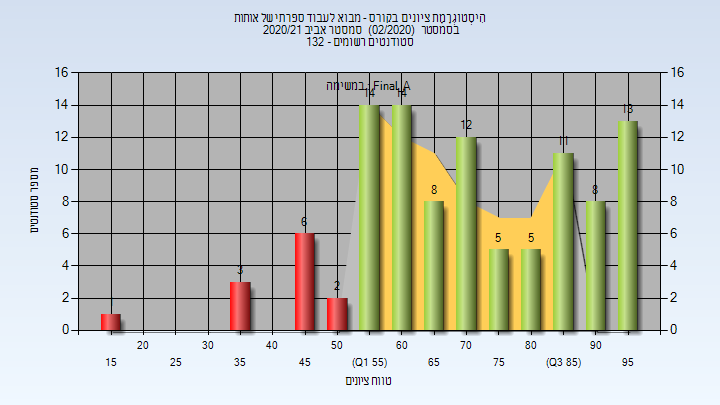 היסטוגרמת ציונים בקורס - מבוא לעבוד ספרתי של אותות
בסמסטר (02/2020) סמסטר אביב 2020/21
סטודנטים רשומים - 132
במשימה: Final_A
מספר סטודנטים
16 16
14 14
12 12
10 10
8 8
6 6
4 4
2 2
0 0
1 3 6 2 14 14 8 12 5 5 11 8 13
20 30 40 50 60 70 80 90
15 25 35 45 (Q1 55) 65 75 (Q3 85) 95
טווח ציונים